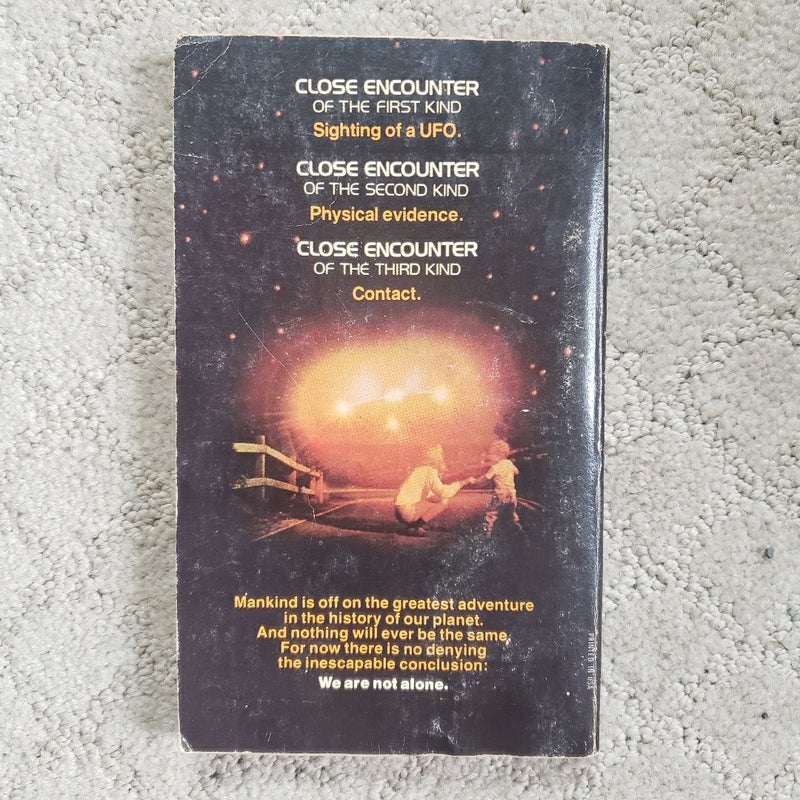 CLOSE ENCOUNTER
OF THE FIRST KIND
Sighting of a UFO.
CLOSE ENCOUNTER
OF THE SECOND KIND
Physical evidence.
CLOSE ENCOUNTER
OF THE THIRD KIND
Contact.
Mankind is off on the greatest adventure
in the history of our planet.
And nothing will ever be the same.
For now there is no denying
the inescapable conclusion:
We are not alone.
PRINTED IN USA